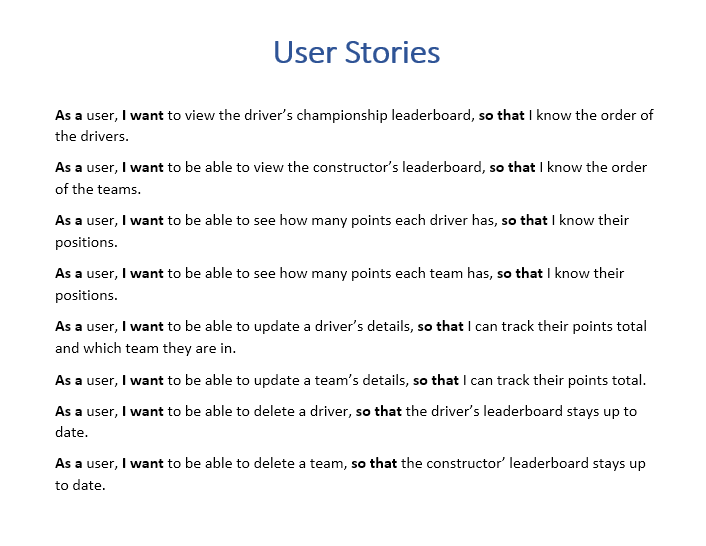 User Stories
As a user, I want to view the driver’s championship leaderboard, so that I know the order of
the drivers.
As a user, I want to be able to view the constructor’s leaderboard, so that I know the order
of the teams.
As a user, I want to be able to see how many points each driver has, so that I know their
positions.
As a user, I want to be able to see how many points each team has, so that I know their
positions.
As a user, I want to be able to update a driver’s details, so that I can track their points total
and which team they are in.
As a user, I want to be able to update a team’s details, so that I can track their points total.
As a user, I want to be able to delete a driver, so that the driver’s leaderboard stays up to
date.
As a user, I want to be able to delete a team, so that the constructor’ leaderboard stays up
to date.